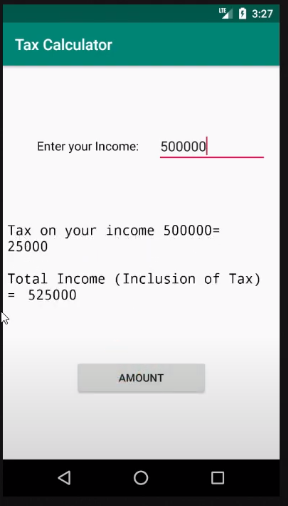 LTE 3:27
Tax Calculator
Enter your Income: 500000
Tax on your income 500000=
25000
Total Income (Inclusion of Tax)
= 525000
AMOUNT